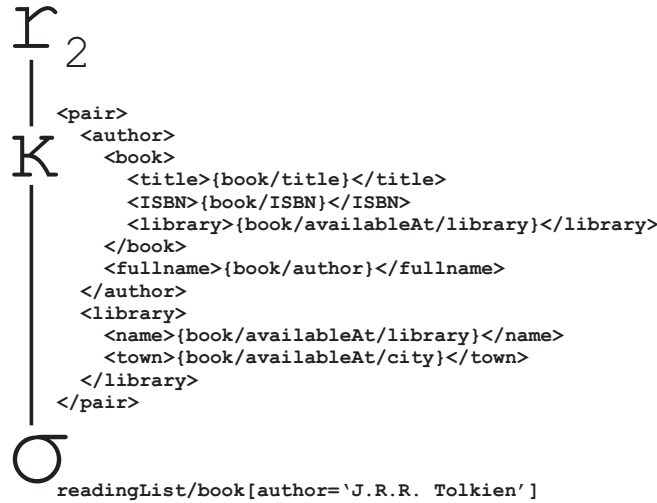 r2
<pair>
<author>
K
<book>
<title>{book/title}</title>
<ISBN>{book/ISBN}</ISBN>
<library>{book/availableAt/library}</library>
</book>
<fullname>{book/author}</fullname>
</author>
<library>
<name>{book/availableAt/library}</name>
<town>{book/availableAt/city}</town>
</library>
</pair>
σ
readingList/book[author=‘J.R.R. Tolkien’]